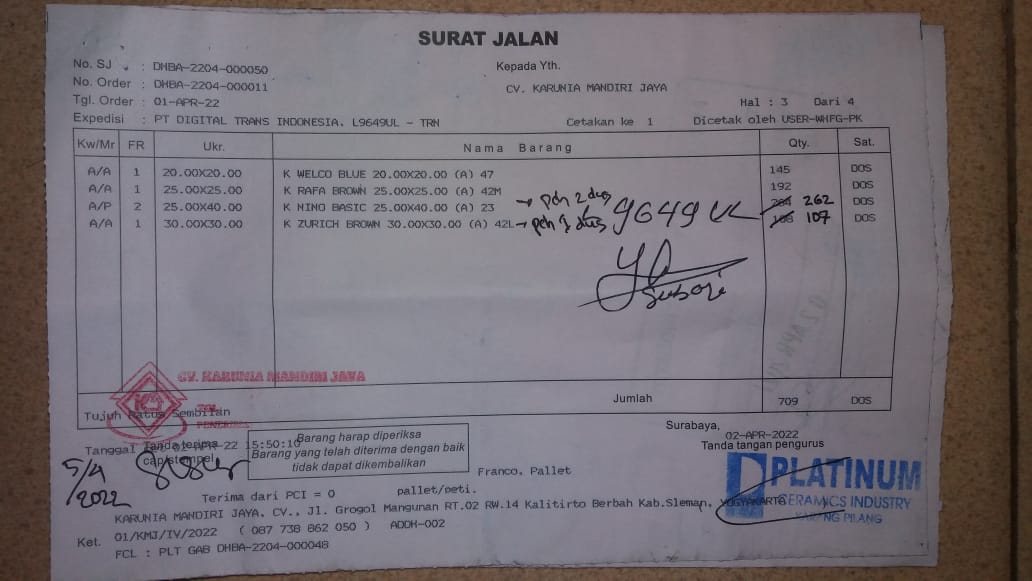 SURAT JALAN
No. SJ : DHBA-2204-000050
Kepada Yth.
No. Order : DHBA-2204-000011
CV. KARUNIA MANDIRI JAYA
Tgl. Order : 01-APR-22
Hal : 3 Dari 4
Expedisi : PT DIGITAL TRANS INDONESIA. L9649UL - TRN
Cetakan ke 1 Dicetak oleh USER-WHFG-PK
Kw/Mr FR Ukr. Nama Barang Qty. Sat.
A/A 1 20.00X20.00 K WELCO BLUE 20.00X20.00 (A) 47 145 DOS
A/A 1 25.00X25.00 K RAFA BROWN 25.00X25.00 (A) 42M 192 DOS
A/P 2 25.00X40.00 K NINO BASIC 25.00X40.00 (A) 23 → pch 2 dus 264 262 DOS
A/A 1 30.00X30.00 K ZURICH BROWN 30.00X30.00 (A) 42L → pch 1 dus 108 107 DOS
9649 UL
Suboji
CV. KARUNIA MANDIRI JAYA
PENERIMA
Jumlah 709 DOS
Tujuh Ratus Sembilan
Surabaya,
02-APR-2022
Tanggal 02-APR-22 15:50:10
Tanda terima
cap/stempel
Tanda tangan pengurus
Barang harap diperiksa
Barang yang telah diterima dengan baik
tidak dapat dikembalikan
5/4
2022
Franco, Pallet
PLATINUM
CERAMICS INDUSTRY
KARANG PILANG
Terima dari PCI = 0 pallet/peti.
KARUNIA MANDIRI JAYA, CV., Jl. Grogol Mangunan RT.02 RW.14 Kalitirto Berbah Kab.Sleman, YOGYAKARTA
Ket. 01/KMJ/IV/2022 ( 087 738 862 050 ) ADDH-002
FCL : PLT GAB DHBA-2204-000048